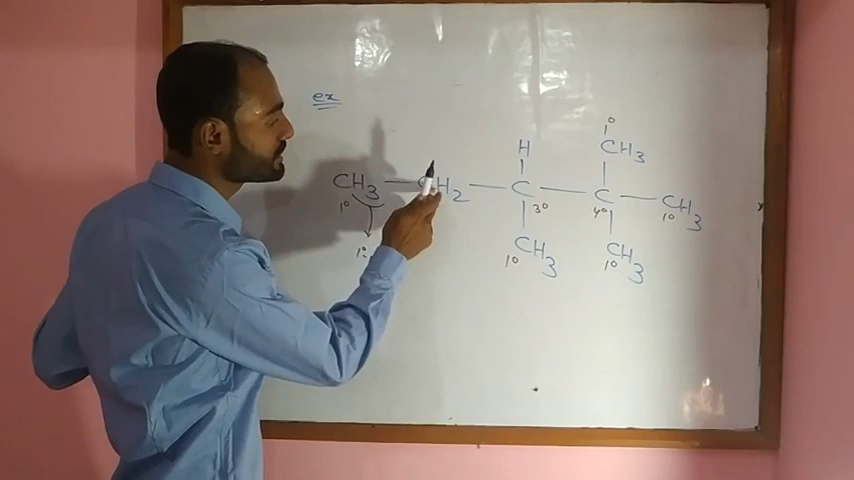 ex
1°
H CH3
CH3 — CH2 — C — C — CH3
1° 3° 4° 1°
CH3 CH3
1° 1° 1°